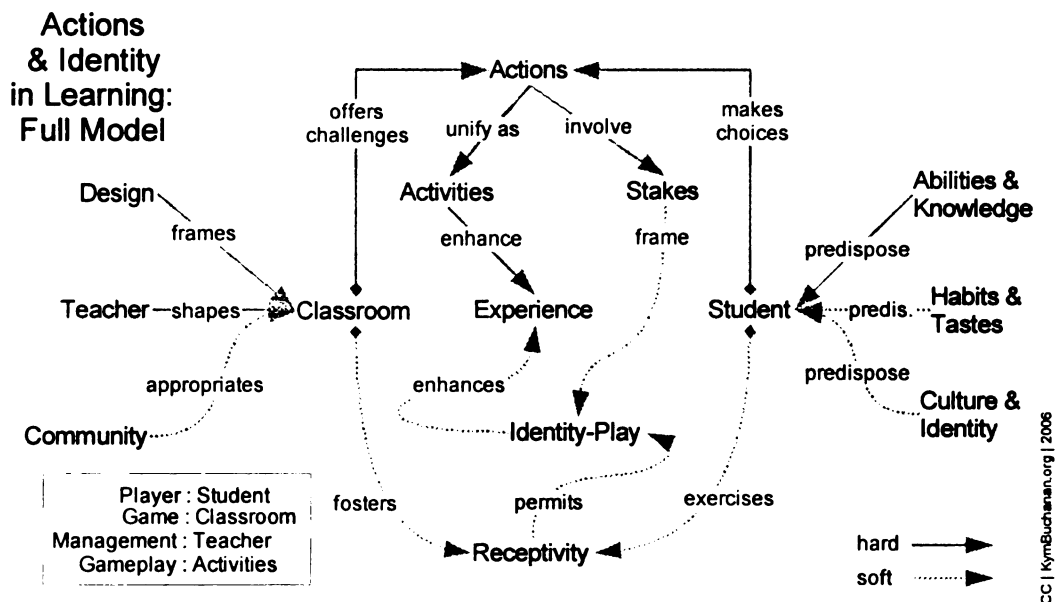 Actions
& Identity
in Learning:
Full Model
Actions
offers
challenges
unify as
involve
makes
choices
Design
Activities
Stakes
Abilities &
Knowledge
frames
enhance
frame
predispose
Teacher
shapes
Classroom
Experience
Student
predis.
Habits &
Tastes
appropriates
enhances
predispose
Community
Identity-Play
Culture &
Identity
Player : Student
Game : Classroom
Management : Teacher
Gameplay : Activities
fosters
permits
exercises
Receptivity
hard
soft
CC | KymBuchanan.org | 2006